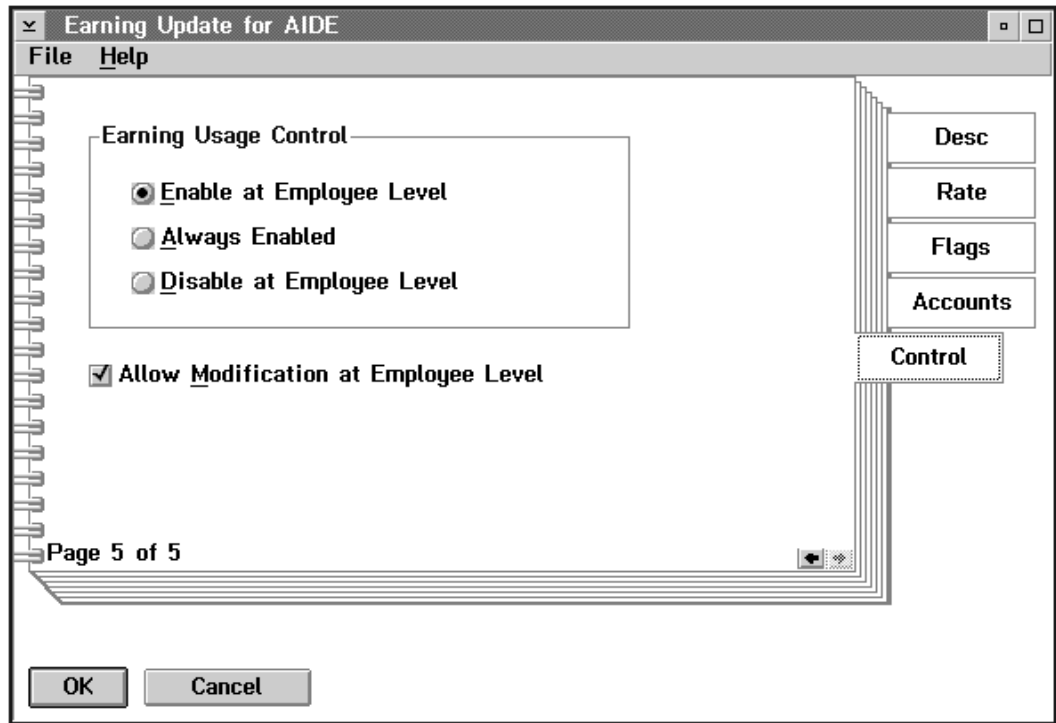 Earning Update for AIDE
File Help
Earning Usage Control
Enable at Employee Level
Always Enabled
Disable at Employee Level
Allow Modification at Employee Level
Page 5 of 5
Desc
Rate
Flags
Accounts
Control
OK Cancel